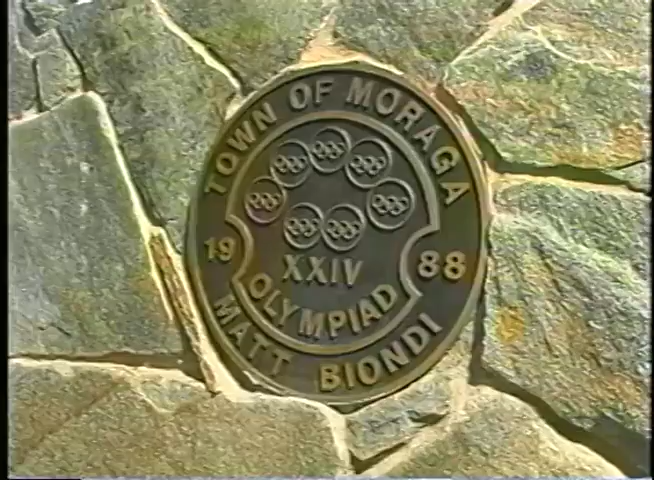 TOWN OF MORAGA
19 88
XXIV
OLYMPIAD
MATT BIONDI